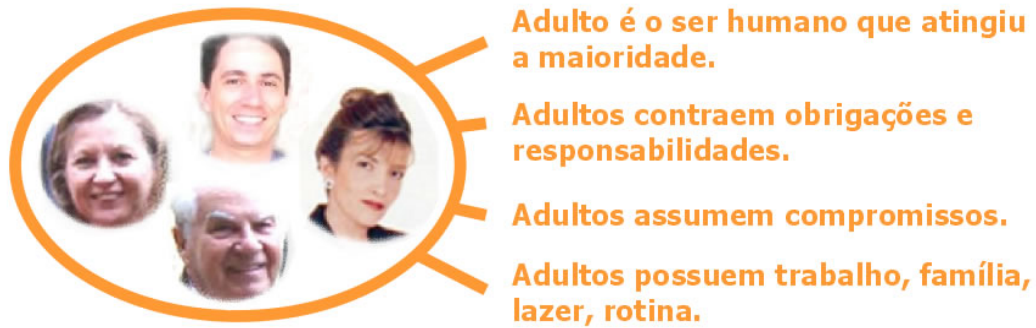 Adulto é o ser humano que atingiu
a maioridade.
Adultos contraem obrigações e
responsabilidades.
Adultos assumem compromissos.
Adultos possuem trabalho, família,
lazer, rotina.